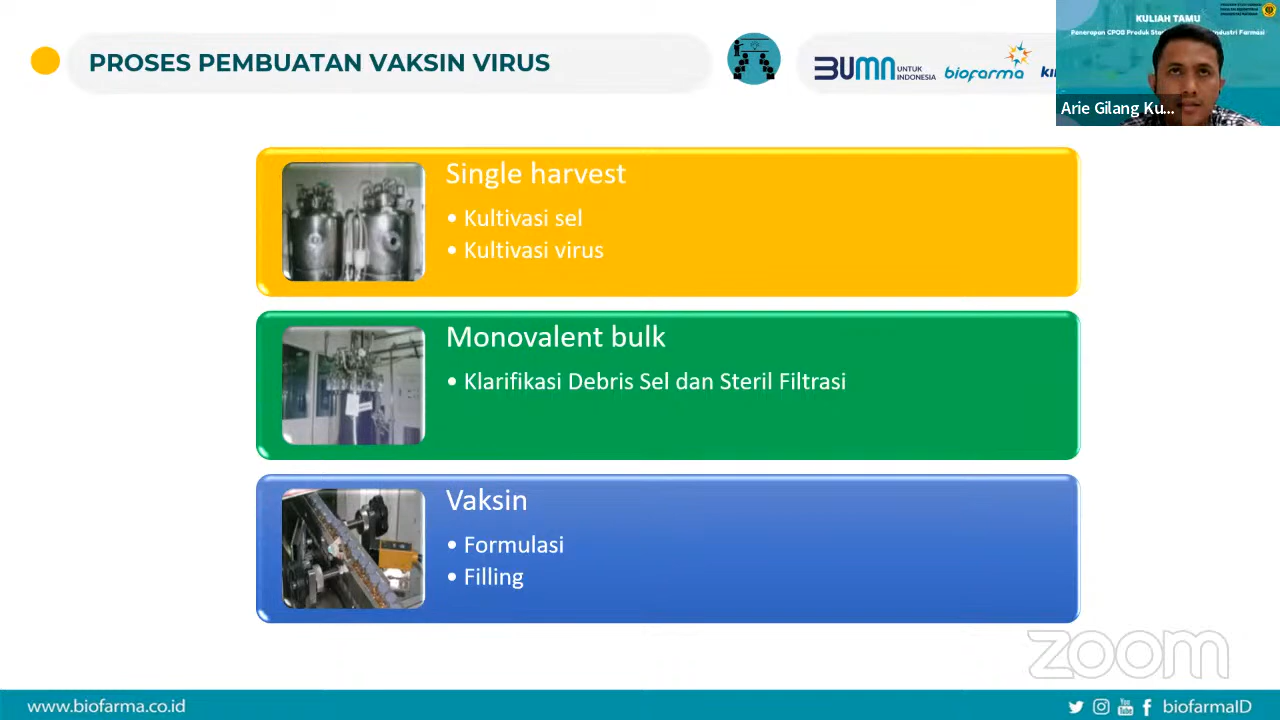 PROSES PEMBUATAN VAKSIN VIRUS
BUMN
UNTUK
INDONESIA
biofarma
KULIAH TAMU
Arie Gilang Ku...
Single harvest
• Kultivasi sel
• Kultivasi virus
Monovalent bulk
• Klarifikasi Debris Sel dan Steril Filtrasi
Vaksin
• Formulasi
• Filling
zoom
www.biofarma.co.id
biofarmaID